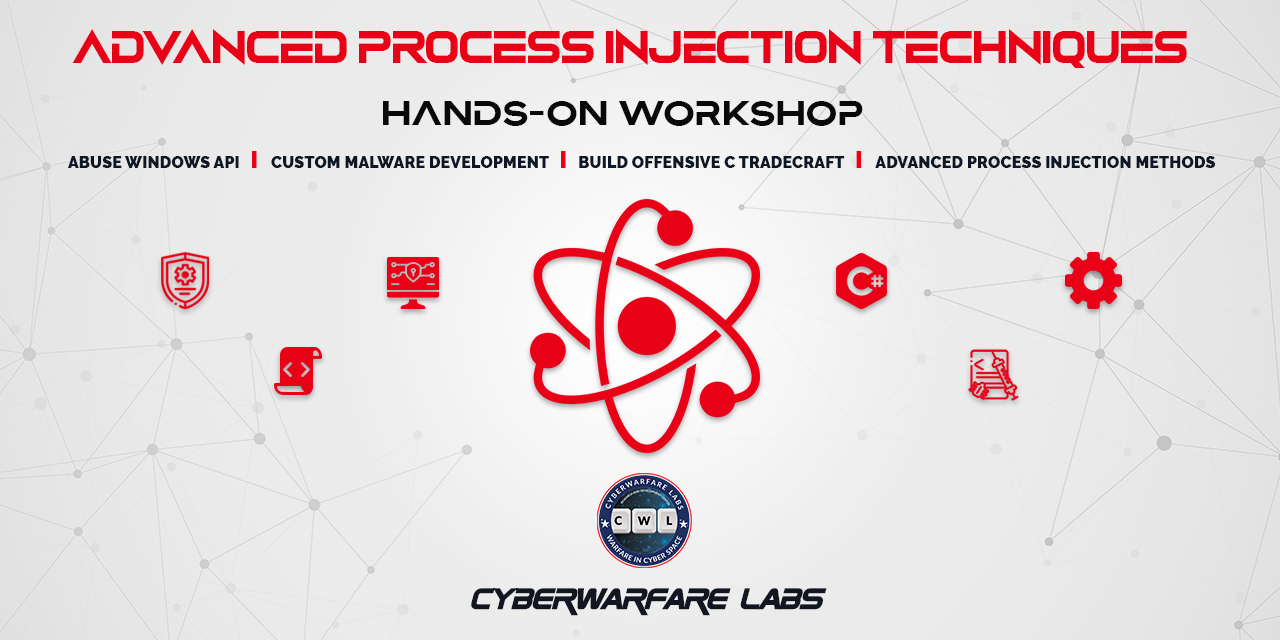 ADVANCED PROCESS INJECTION TECHNIQUES
HANDS-ON WORKSHOP
ABUSE WINDOWS API | CUSTOM MALWARE DEVELOPMENT | BUILD OFFENSIVE C TRADECRAFT | ADVANCED PROCESS INJECTION METHODS
C#
CYBERWARFARE LABS
C W L
WARFARE IN CYBER SPACE
CYBERWARFARE LABS